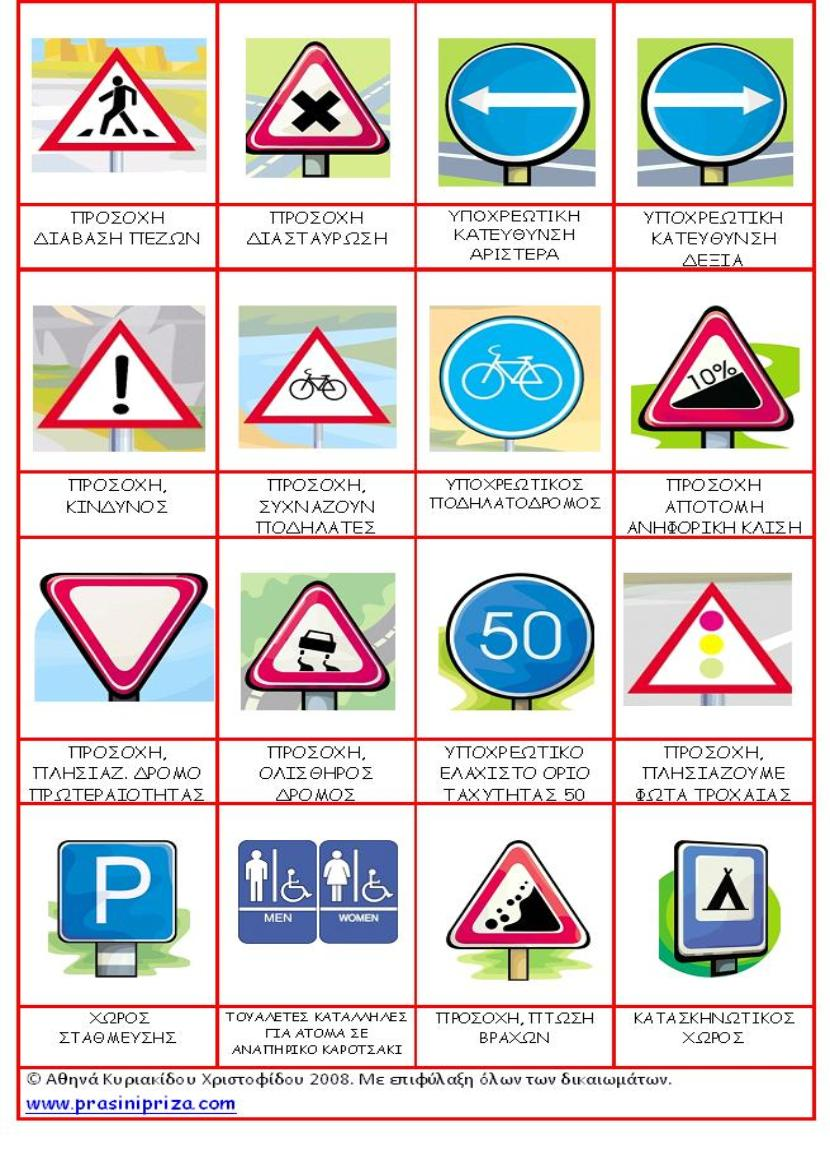 ΠΡΟΣΟΧΗ
ΔΙΑΒΑΣΗ ΠΕΖΩΝ
ΠΡΟΣΟΧΗ
ΔΙΑΣΤΑΥΡΩΣΗ
ΥΠΟΧΡΕΩΤΙΚΗ
ΚΑΤΕΥΘΥΝΣΗ
ΑΡΙΣΤΕΡΑ
ΥΠΟΧΡΕΩΤΙΚΗ
ΚΑΤΕΥΘΥΝΣΗ
ΔΕΞΙΑ
10%
ΠΡΟΣΟΧΗ,
ΚΙΝΔΥΝΟΣ
ΠΡΟΣΟΧΗ,
ΣΥΧΝΑΖΟΥΝ
ΠΟΔΗΛΑΤΕΣ
ΥΠΟΧΡΕΩΤΙΚΟΣ
ΠΟΔΗΛΑΤΟΔΡΟΜΟΣ
ΠΡΟΣΟΧΗ
ΑΠΟΤΟΜΗ
ΑΝΗΦΟΡΙΚΗ ΚΛΙΣΗ
50
ΠΡΟΣΟΧΗ,
ΠΛΗΣΙΑΖ. ΔΡΟΜΟ
ΠΡΩΤΕΡΑΙΟΤΗΤΑΣ
ΠΡΟΣΟΧΗ,
ΟΛΙΣΘΗΡΟΣ
ΔΡΟΜΟΣ
ΥΠΟΧΡΕΩΤΙΚΟ
ΕΛΑΧΙΣΤΟ ΟΡΙΟ
ΤΑΧΥΤΗΤΑΣ 50
ΠΡΟΣΟΧΗ,
ΠΛΗΣΙΑΖΟΥΜΕ
ΦΩΤΑ ΤΡΟΧΑΙΑΣ
P
MEN
WOMEN
ΧΩΡΟΣ
ΣΤΑΘΜΕΥΣΗΣ
ΤΟΥΑΛΕΤΕΣ ΚΑΤΑΛΛΗΛΕΣ
ΓΙΑ ΑΤΟΜΑ ΣΕ
ΑΝΑΠΗΡΙΚΟ ΚΑΡΟΤΣΑΚΙ
ΠΡΟΣΟΧΗ, ΠΤΩΣΗ
ΒΡΑΧΩΝ
ΚΑΤΑΣΚΗΝΩΤΙΚΟΣ
ΧΩΡΟΣ
© Αθηνά Κυριακίδου Χριστοφίδου 2008. Με επιφύλαξη όλων των δικαιωμάτων.
www.prasinipriza.com